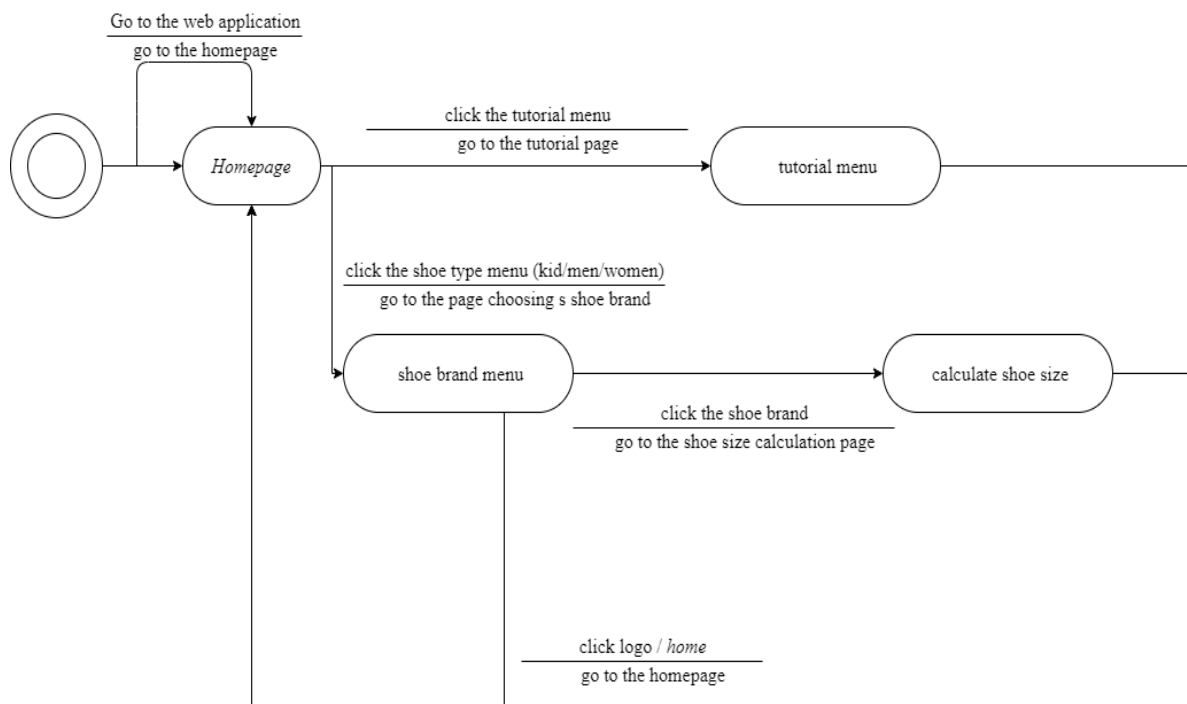 Go to the web application
go to the homepage
Homepage
click the tutorial menu
go to the tutorial page
tutorial menu
click the shoe type menu (kid/men/women)
go to the page choosing s shoe brand
shoe brand menu
calculate shoe size
click the shoe brand
go to the shoe size calculation page
click logo / home
go to the homepage